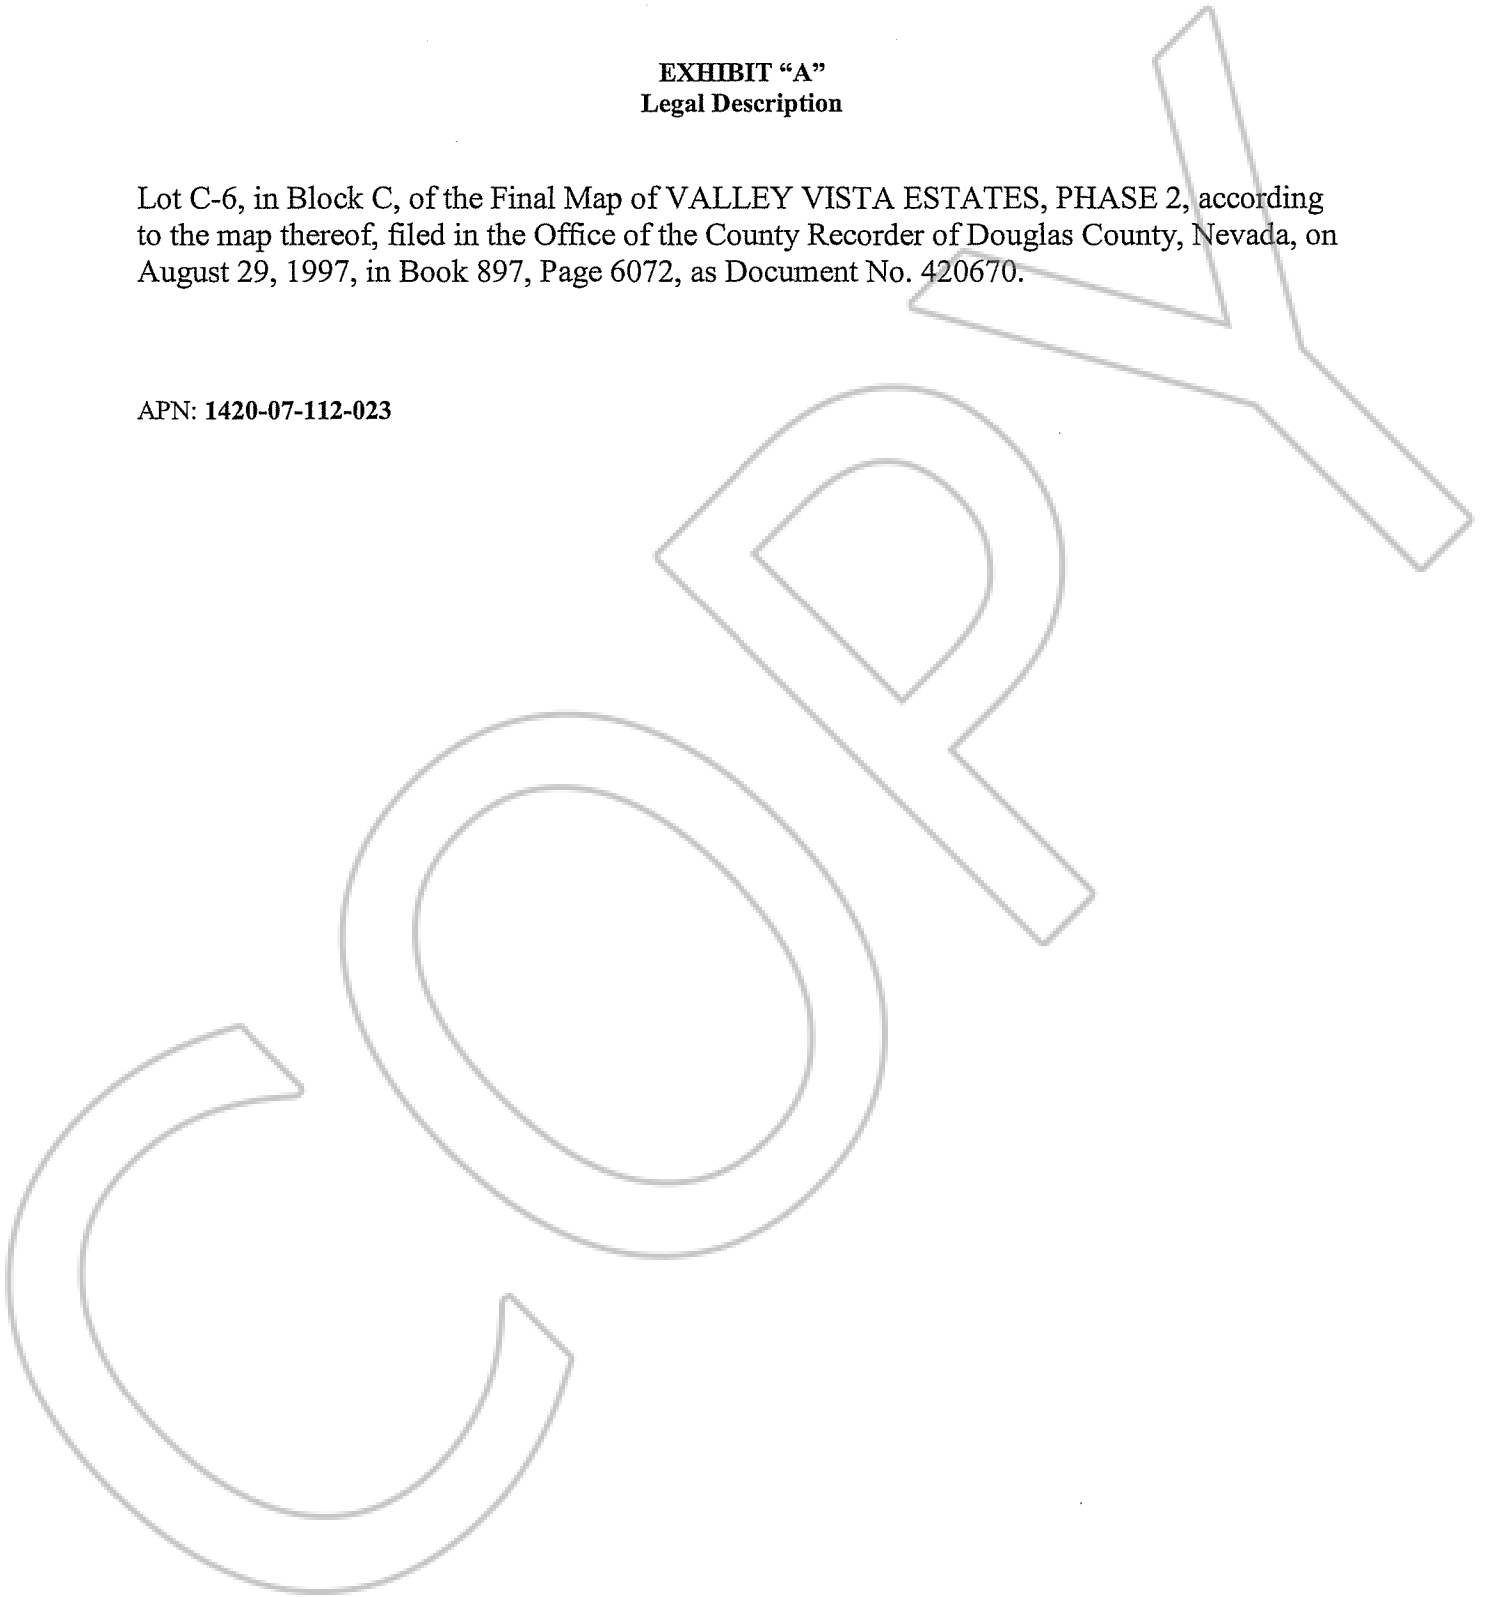 EXHIBIT “A”
Legal Description
Lot C-6, in Block C, of the Final Map of VALLEY VISTA ESTATES, PHASE 2, according
to the map thereof, filed in the Office of the County Recorder of Douglas County, Nevada, on
August 29, 1997, in Book 897, Page 6072, as Document No. 420670.
APN: 1420-07-112-023
COPY